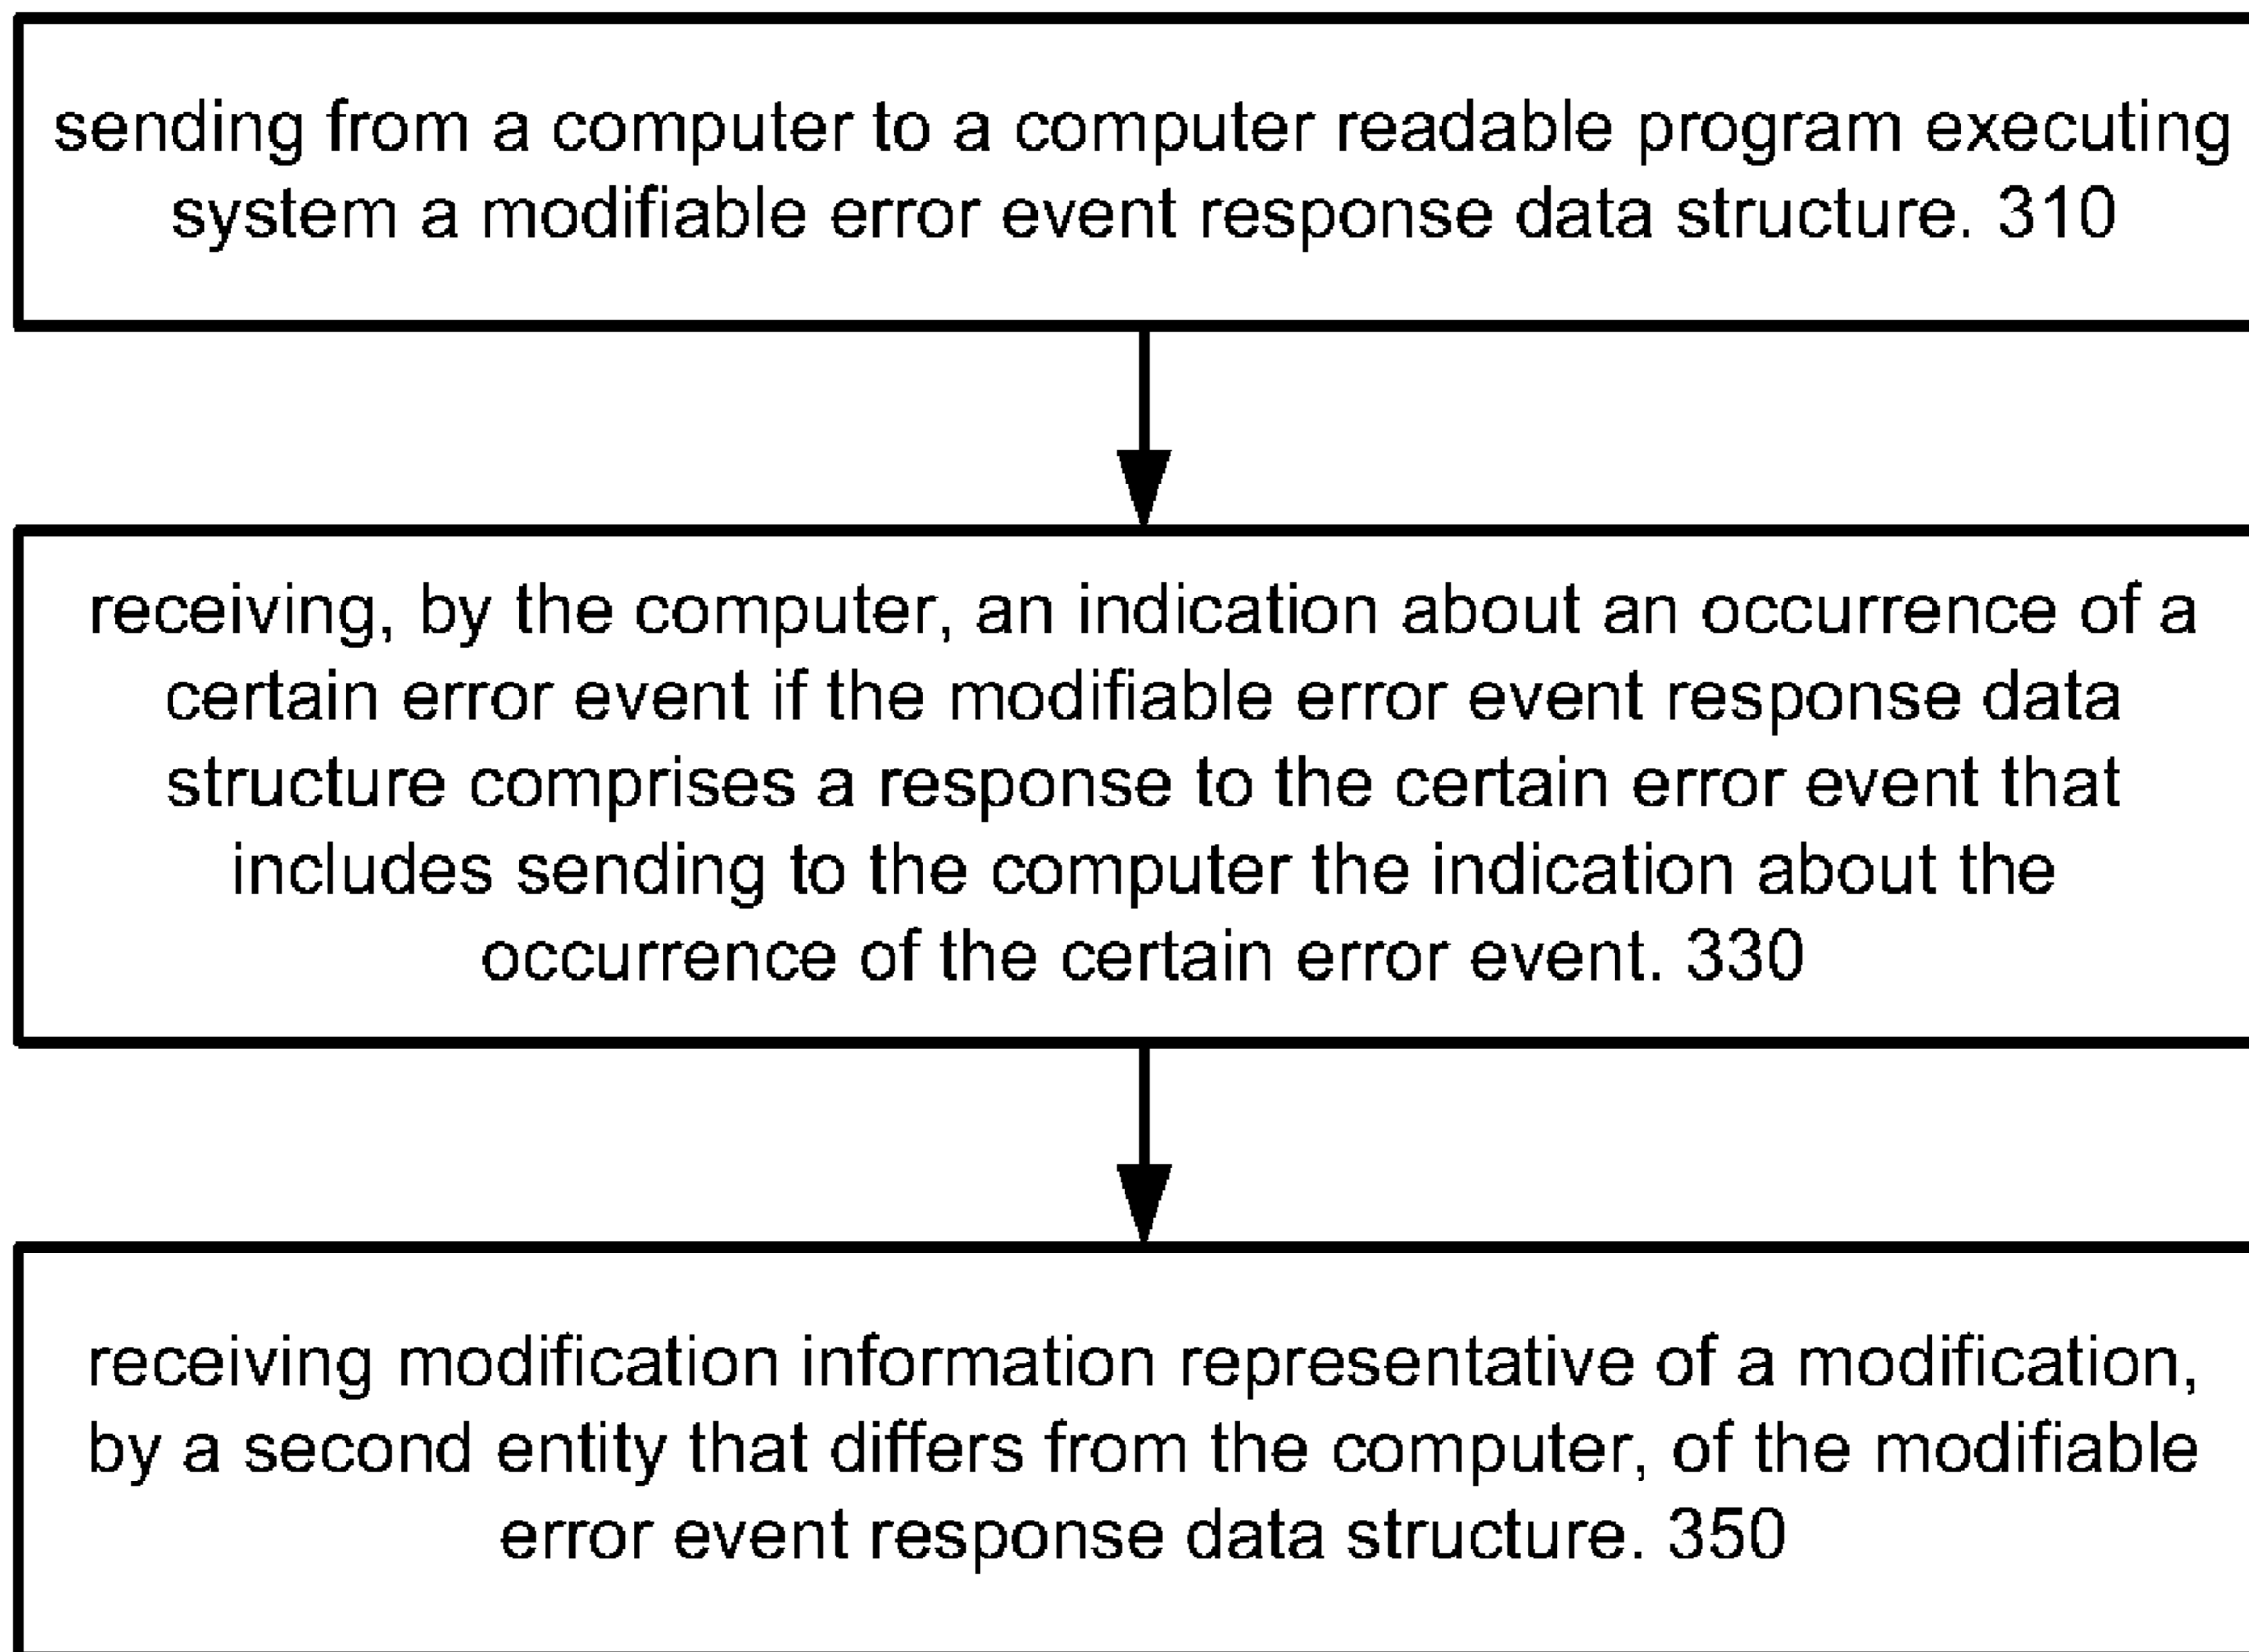 sending from a computer to a computer readable program executing
system a modifiable error event response data structure. 310
receiving, by the computer, an indication about an occurrence of a
certain error event if the modifiable error event response data
structure comprises a response to the certain error event that
includes sending to the computer the indication about the
occurrence of the certain error event. 330
receiving modification information representative of a modification,
by a second entity that differs from the computer, of the modifiable
error event response data structure. 350